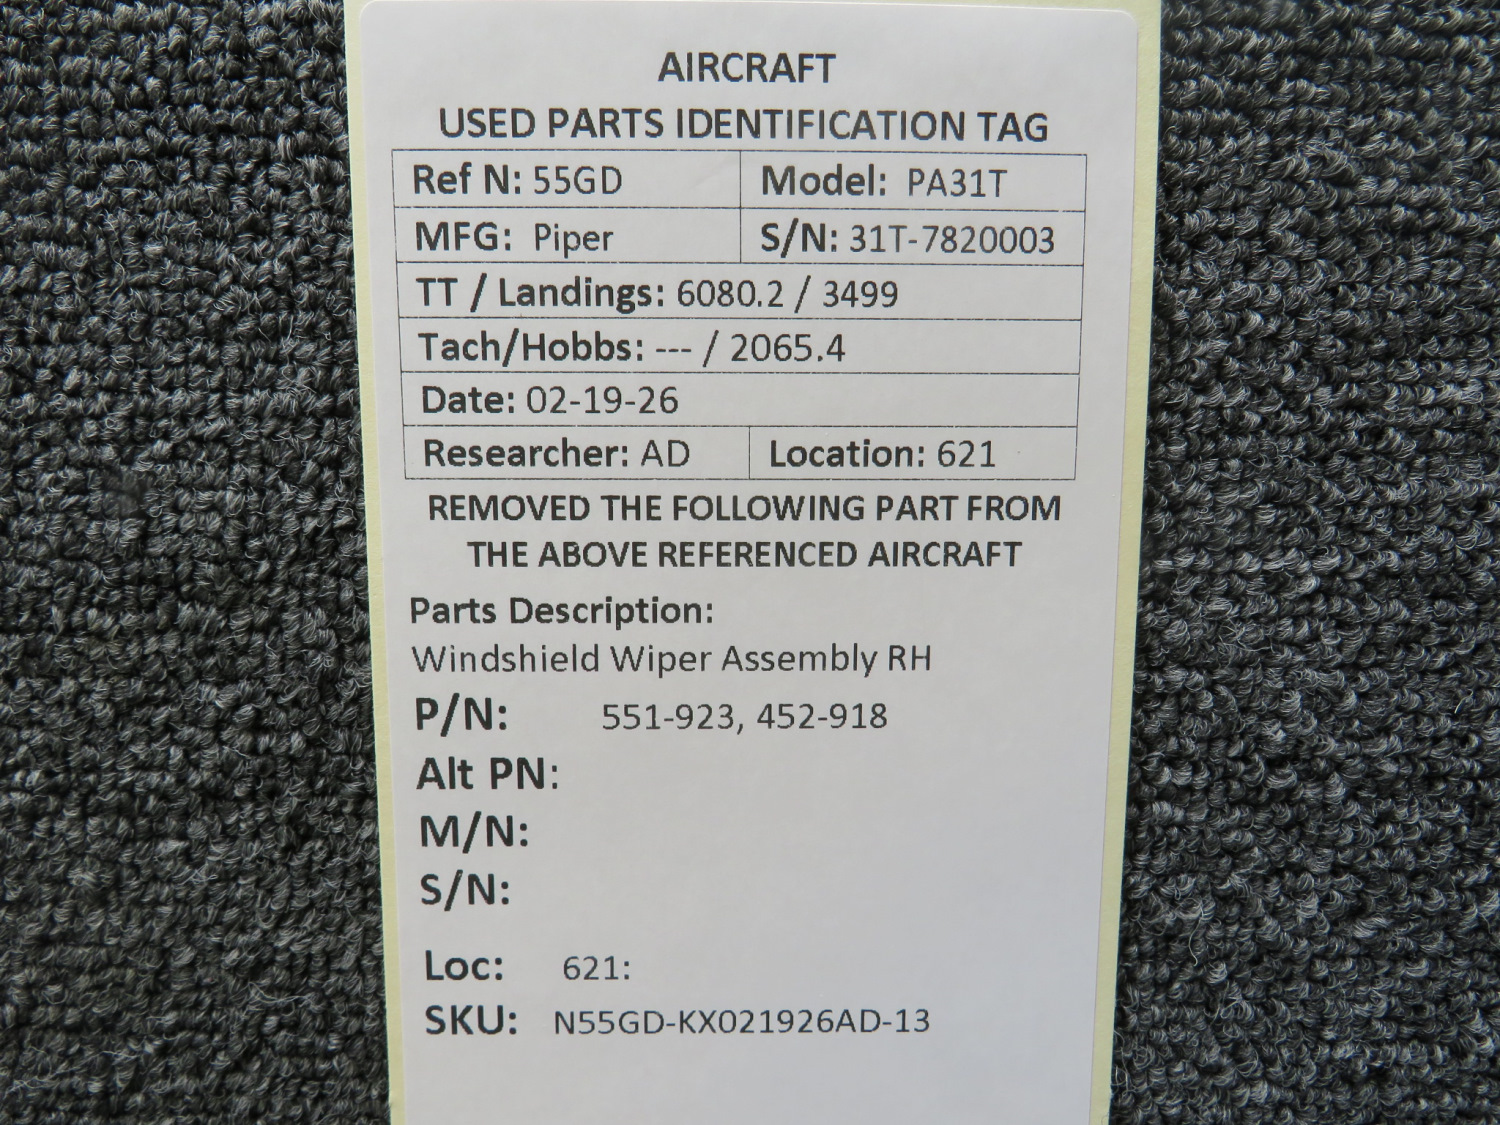 AIRCRAFT
USED PARTS IDENTIFICATION TAG
Ref N: 55GD Model: PA31T
MFG: Piper S/N: 31T-7820003
TT / Landings: 6080.2 / 3499
Tach/Hobbs: --- / 2065.4
Date: 02-19-26
Researcher: AD Location: 621
REMOVED THE FOLLOWING PART FROM
THE ABOVE REFERENCED AIRCRAFT
Parts Description:
Windshield Wiper Assembly RH
P/N: 551-923, 452-918
Alt PN:
M/N:
S/N:
Loc: 621:
SKU: N55GD-KX021926AD-13